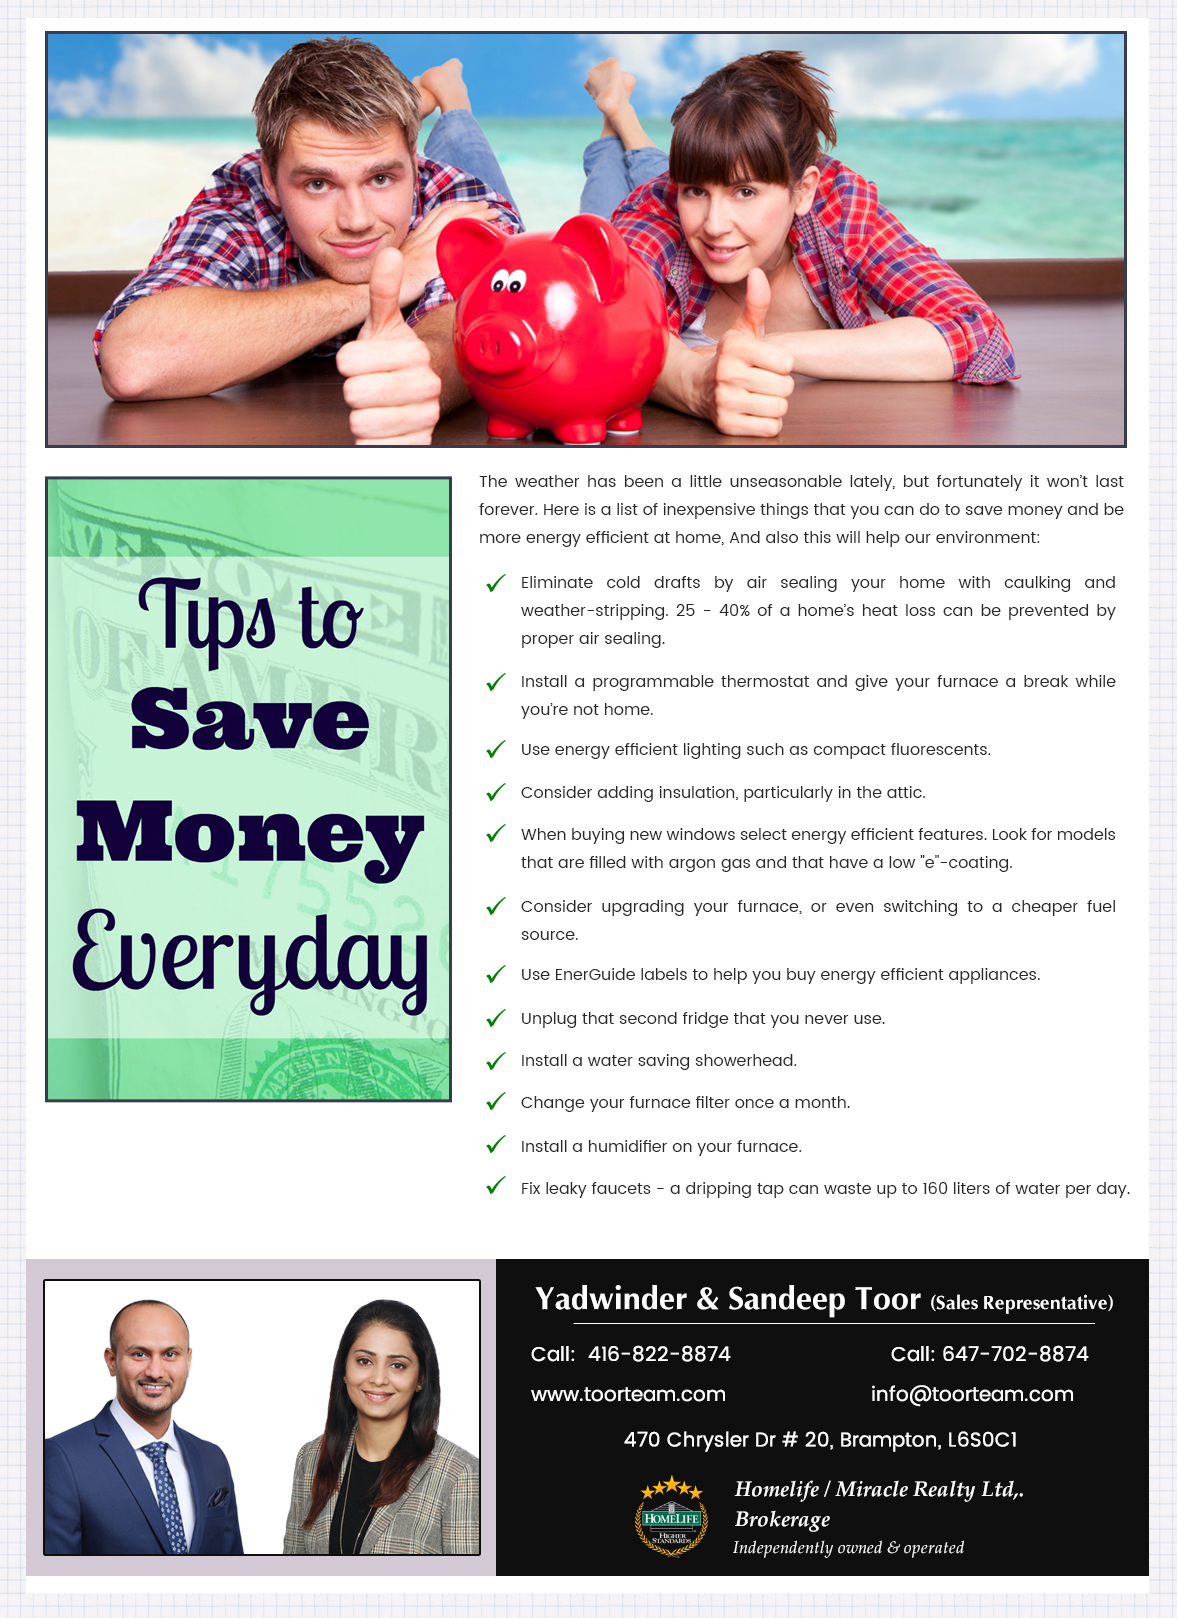 The weather has been a little unseasonable lately, but fortunately it won't last
forever. Here is a list of inexpensive things that you can do to save money and be
more energy efficient at home, And also this will help our environment:
Tips to
Save
Money
Everyday
Eliminate cold drafts by air sealing your home with caulking and
weather-stripping. 25 - 40% of a home's heat loss can be prevented by
proper air sealing.
Install a programmable thermostat and give your furnace a break while
you're not home.
Use energy efficient lighting such as compact fluorescents.
Consider adding insulation, particularly in the attic.
When buying new windows select energy efficient features. Look for models
that are filled with argon gas and that have a low "e"-coating.
Consider upgrading your furnace, or even switching to a cheaper fuel
source.
Use EnerGuide labels to help you buy energy efficient appliances.
Unplug that second fridge that you never use.
Install a water saving showerhead.
Change your furnace filter once a month.
Install a humidifier on your furnace.
Fix leaky faucets - a dripping tap can waste up to 160 liters of water per day.
Yadwinder & Sandeep Toor (Sales Representative)
Call: 416-822-8874
Call: 647-702-8874
www.toorteam.com
info@toorteam.com
470 Chrysler Dr # 20, Brampton, L6S0C1
HOMELIFE
HIGHER
STANDARDS
Homelife / Miracle Realty Ltd,.
Brokerage
Independently owned & operated